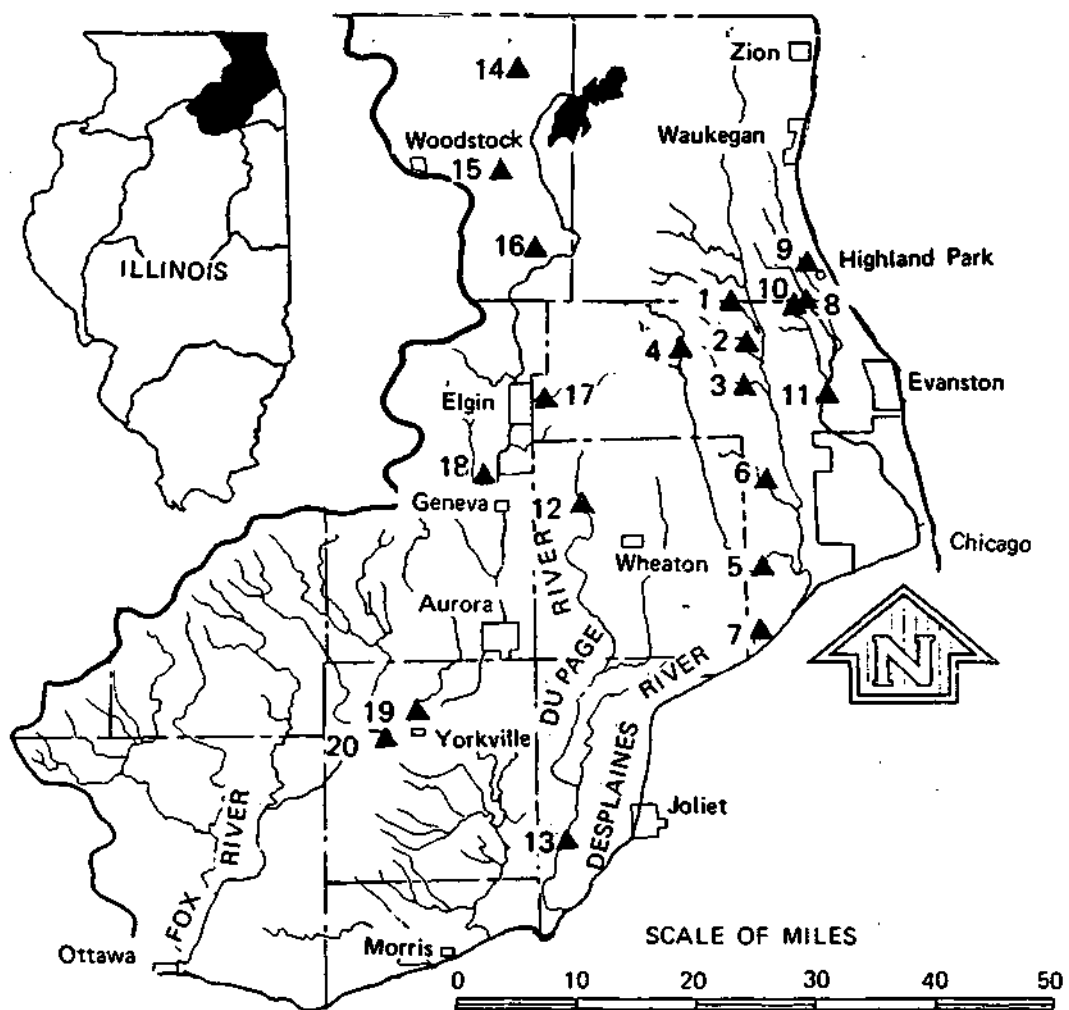 ILLINOIS
Zion
14
Waukegan
Woodstock
15
16
9
Highland Park
1
10
8
2
4
3
11
Evanston
Elgin
17
18
6
Geneva
12
Chicago
Wheaton
5
Aurora
7
N
DU PAGE RIVER
DESPLAINES RIVER
19
20
Yorkville
FOX RIVER
Joliet
13
Ottawa
Morris
SCALE OF MILES
0 10 20 30 40 50